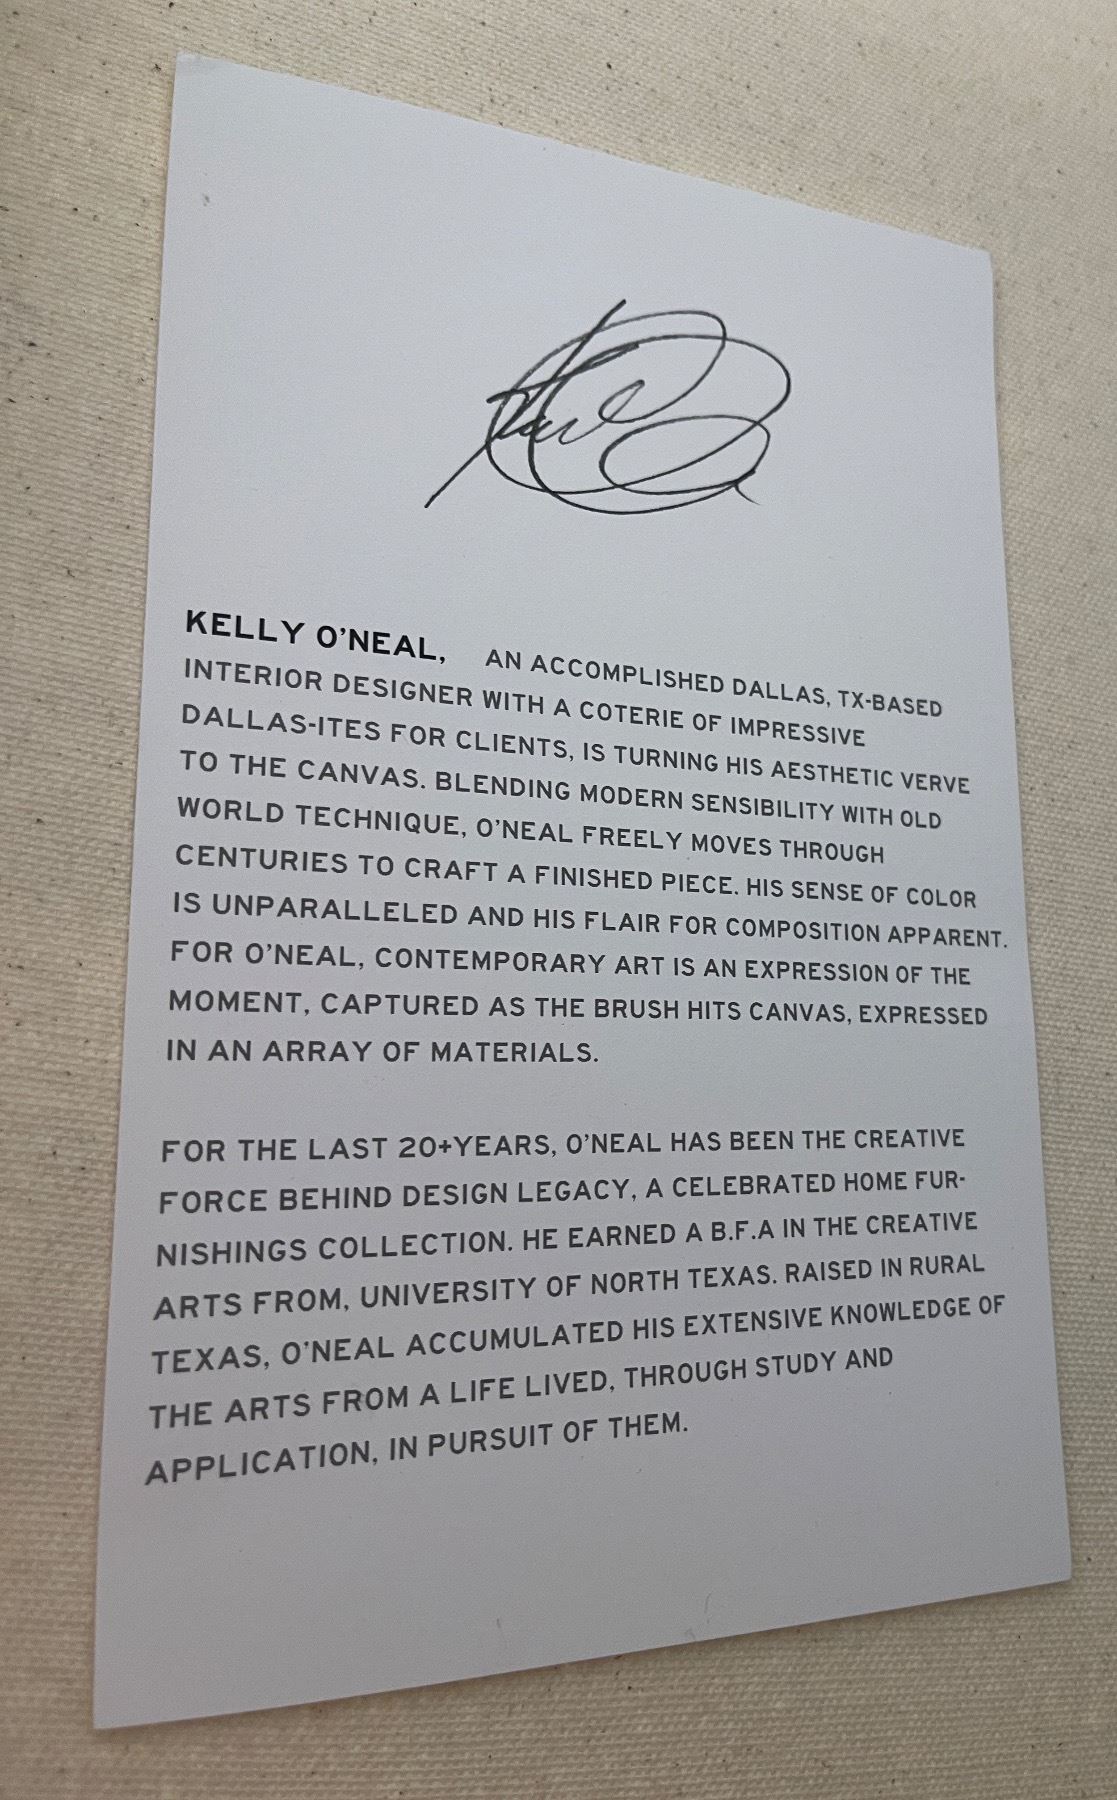 KELLY O'NEAL, AN ACCOMPLISHED DALLAS, TX-BASED
INTERIOR DESIGNER WITH A COTERIE OF IMPRESSIVE
DALLAS-ITES FOR CLIENTS, IS TURNING HIS AESTHETIC VERVE
TO THE CANVAS. BLENDING MODERN SENSIBILITY WITH OLD
WORLD TECHNIQUE, O'NEAL FREELY MOVES THROUGH
CENTURIES TO CRAFT A FINISHED PIECE. HIS SENSE OF COLOR
IS UNPARALLELED AND HIS FLAIR FOR COMPOSITION APPARENT.
FOR O'NEAL, CONTEMPORARY ART IS AN EXPRESSION OF THE
MOMENT, CAPTURED AS THE BRUSH HITS CANVAS, EXPRESSED
IN AN ARRAY OF MATERIALS.
FOR THE LAST 20+YEARS, O'NEAL HAS BEEN THE CREATIVE
FORCE BEHIND DESIGN LEGACY, A CELEBRATED HOME FUR-
NISHINGS COLLECTION. HE EARNED A B.F.A IN THE CREATIVE
ARTS FROM, UNIVERSITY OF NORTH TEXAS. RAISED IN RURAL
TEXAS, O'NEAL ACCUMULATED HIS EXTENSIVE KNOWLEDGE OF
THE ARTS FROM A LIFE LIVED, THROUGH STUDY AND
APPLICATION, IN PURSUIT OF THEM.